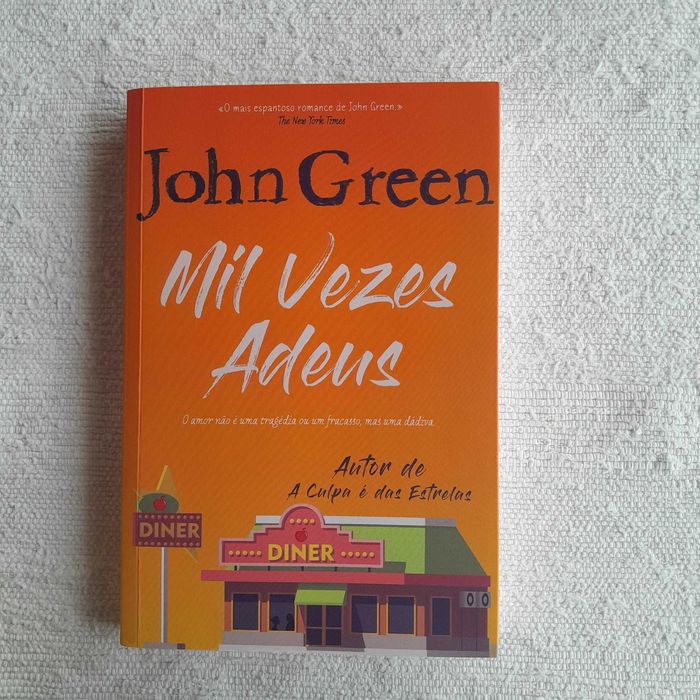 «O mais espantoso romance de John Green.»
The New York Times
John Green
Mil Vezes
Adeus
O amor não é uma tragédia ou um fracasso, mas uma dádiva.
Autor de
A Culpa é das Estrelas
DINER
DINER